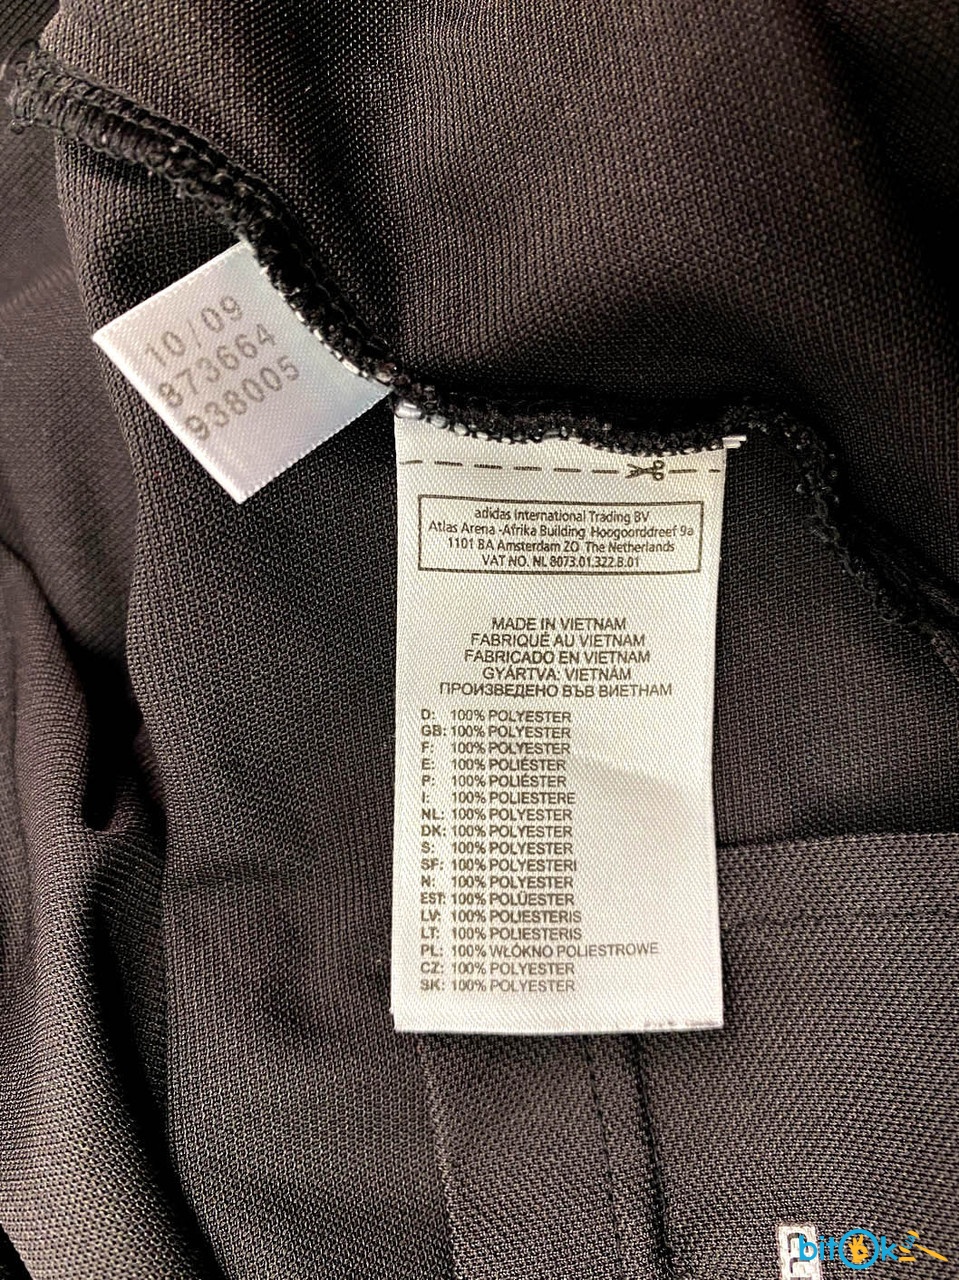 10/09
873664
938005
adidas International Trading BV
Atlas Arena -Afrika Building Hoogoorddreef 9a
1101 BA Amsterdam ZO The Netherlands
VAT NO. NL 8073.01.322.B.01
MADE IN VIETNAM
FABRIQUÉ AU VIETNAM
FABRICADO EN VIETNAM
GYÁRTVA: VIETNÁM
ПРОИЗВЕДЕНО ВЪВ ВИЕТНАМ
D: 100% POLYESTER
GB: 100% POLYESTER
F: 100% POLYESTER
E: 100% POLIÉSTER
P: 100% POLIÉSTER
I: 100% POLIESTERE
NL: 100% POLYESTER
DK: 100% POLYESTER
S: 100% POLYESTER
SF: 100% POLYESTERI
N: 100% POLYESTER
EST: 100% POLÜESTER
LV: 100% POLIESTERIS
LT: 100% POLIESTERIS
PL: 100% WŁÓKNO POLIESTROWE
CZ: 100% POLYESTER
SK: 100% POLYESTER
bitOk